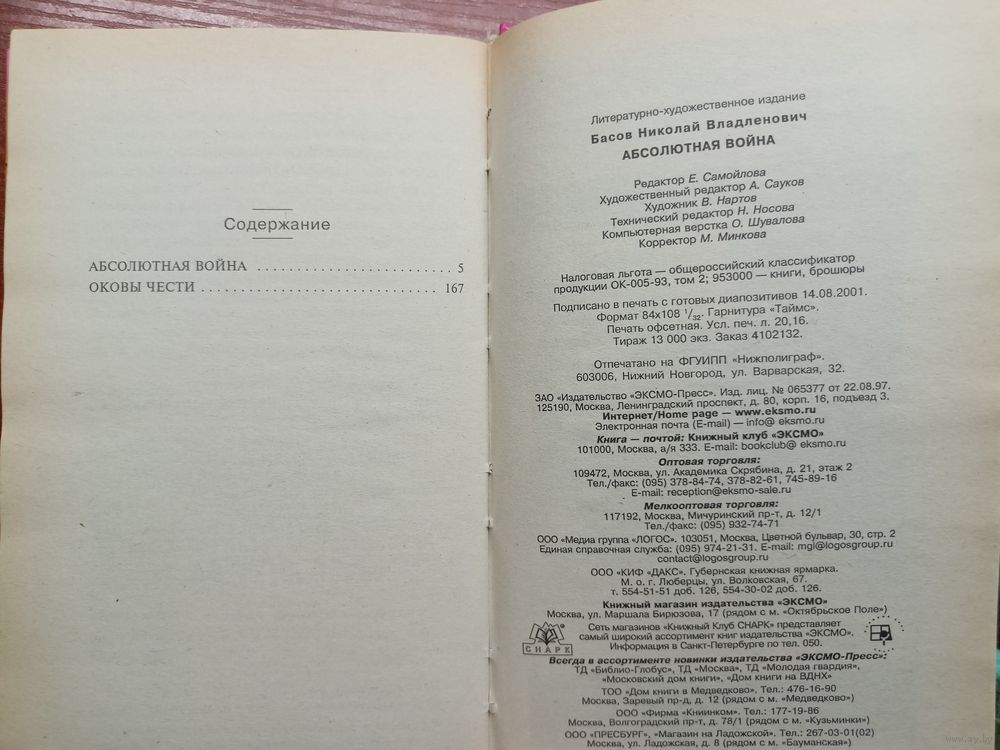 Содержание
АБСОЛЮТНАЯ ВОЙНА ........................ 5
ОКОВЫ ЧЕСТИ .............................. 167
Литературно-художественное издание
Басов Николай Владленович
АБСОЛЮТНАЯ ВОЙНА
Редактор Е. Самойлова
Художественный редактор А. Сауков
Художник В. Нартов
Технический редактор Н. Носова
Компьютерная верстка О. Шувалова
Корректор М. Минкова
Налоговая льгота — общероссийский классификатор
продукции ОК-005-93, том 2; 953000 — книги, брошюры
Подписано в печать с готовых диапозитивов 14.08.2001.
Формат 84x108 1/32. Гарнитура «Таймс».
Печать офсетная. Усл. печ. л. 20,16.
Тираж 13 000 экз. Заказ 4102132.
Отпечатано на ФГУИПП «Нижполиграф».
603006, Нижний Новгород, ул. Варварская, 32.
ЗАО «Издательство «ЭКСМО-Пресс». Изд. лиц. № 065377 от 22.08.97.
125190, Москва, Ленинградский проспект, д. 80, корп. 16, подъезд 3.
Интернет/Home page — www.eksmo.ru
Электронная почта (E-mail) — info@ eksmo.ru
Книга — почтой: Книжный клуб «ЭКСМО»
101000, Москва, а/я 333. E-mail: bookclub@ eksmo.ru
Оптовая торговля:
109472, Москва, ул. Академика Скрябина, д. 21, этаж 2
Тел./факс: (095) 378-84-74, 378-82-61, 745-89-16
E-mail: reception@eksmo-sale.ru
Мелкооптовая торговля:
117192, Москва, Мичуринский пр-т, д. 12/1
Тел./факс: (095) 932-74-71
ООО «Медиа группа «ЛОГОС». 103051, Москва, Цветной бульвар, 30, стр. 2
Единая справочная служба: (095) 974-21-31. E-mail: mgl@logosgroup.ru
contact@logosgroup.ru
ООО «КИФ «ДАКС». Губернская книжная ярмарка.
М. о. г. Люберцы, ул. Волковская, 67.
т. 554-51-51 доб. 126, 554-30-02 доб. 126.
Книжный магазин издательства «ЭКСМО»
Москва, ул. Маршала Бирюзова, 17 (рядом с м. «Октябрьское Поле»)
СНАРК
Сеть магазинов «Книжный Клуб СНАРК» представляет
самый широкий ассортимент книг издательства «ЭКСМО».
Информация в Санкт-Петербурге по тел. 050.
Всегда в ассортименте новинки издательства «ЭКСМО-Пресс»:
ТД «Библио-Глобус», ТД «Москва», ТД «Молодая гвардия»,
«Московский дом книги», «Дом книги на ВДНХ»
ТОО «Дом книги в Медведково». Тел.: 476-16-90
Москва, Заревый пр-д, д. 12 (рядом с м. «Медведково»)
ООО «Фирма «Книинком». Тел.: 177-19-86
Москва, Волгоградский пр-т, д. 78/1 (рядом с м. «Кузьминки»)
ООО «ПРЕСБУРГ», «Магазин на Ладожской». Тел.: 267-03-01(02)
Москва, ул. Ладожская, д. 8 (рядом с м. «Бауманская»)
www.ay.by